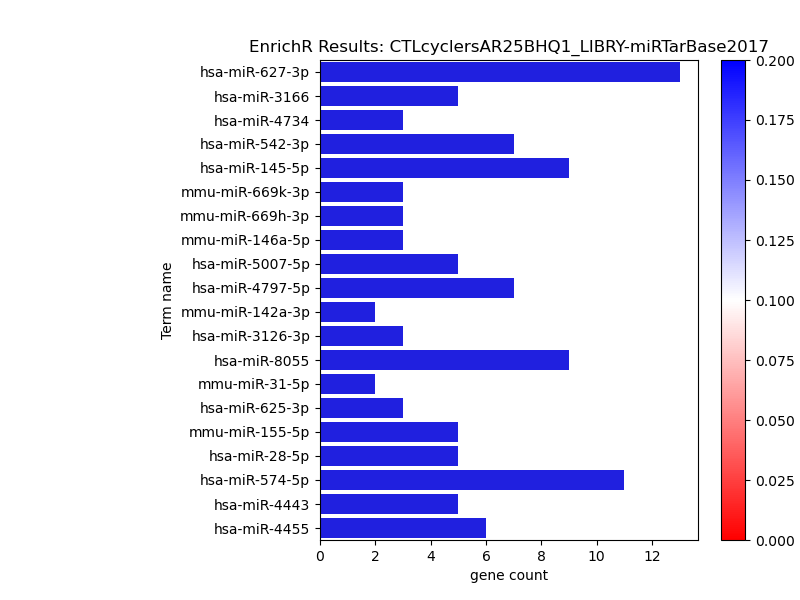 EnrichR Results: CTLcyclersAR25BHQ1_LIBRY-miRTarBase2017
hsa-miR-627-3p
hsa-miR-3166
hsa-miR-4734
hsa-miR-542-3p
hsa-miR-145-5p
mmu-miR-669k-3p
mmu-miR-669h-3p
mmu-miR-146a-5p
hsa-miR-5007-5p
hsa-miR-4797-5p
mmu-miR-142a-3p
hsa-miR-3126-3p
hsa-miR-8055
mmu-miR-31-5p
hsa-miR-625-3p
mmu-miR-155-5p
hsa-miR-28-5p
hsa-miR-574-5p
hsa-miR-4443
hsa-miR-4455
Term name
0 2 4 6 8 10 12
gene count
0.200
0.175
0.150
0.125
0.100
0.075
0.050
0.025
0.000